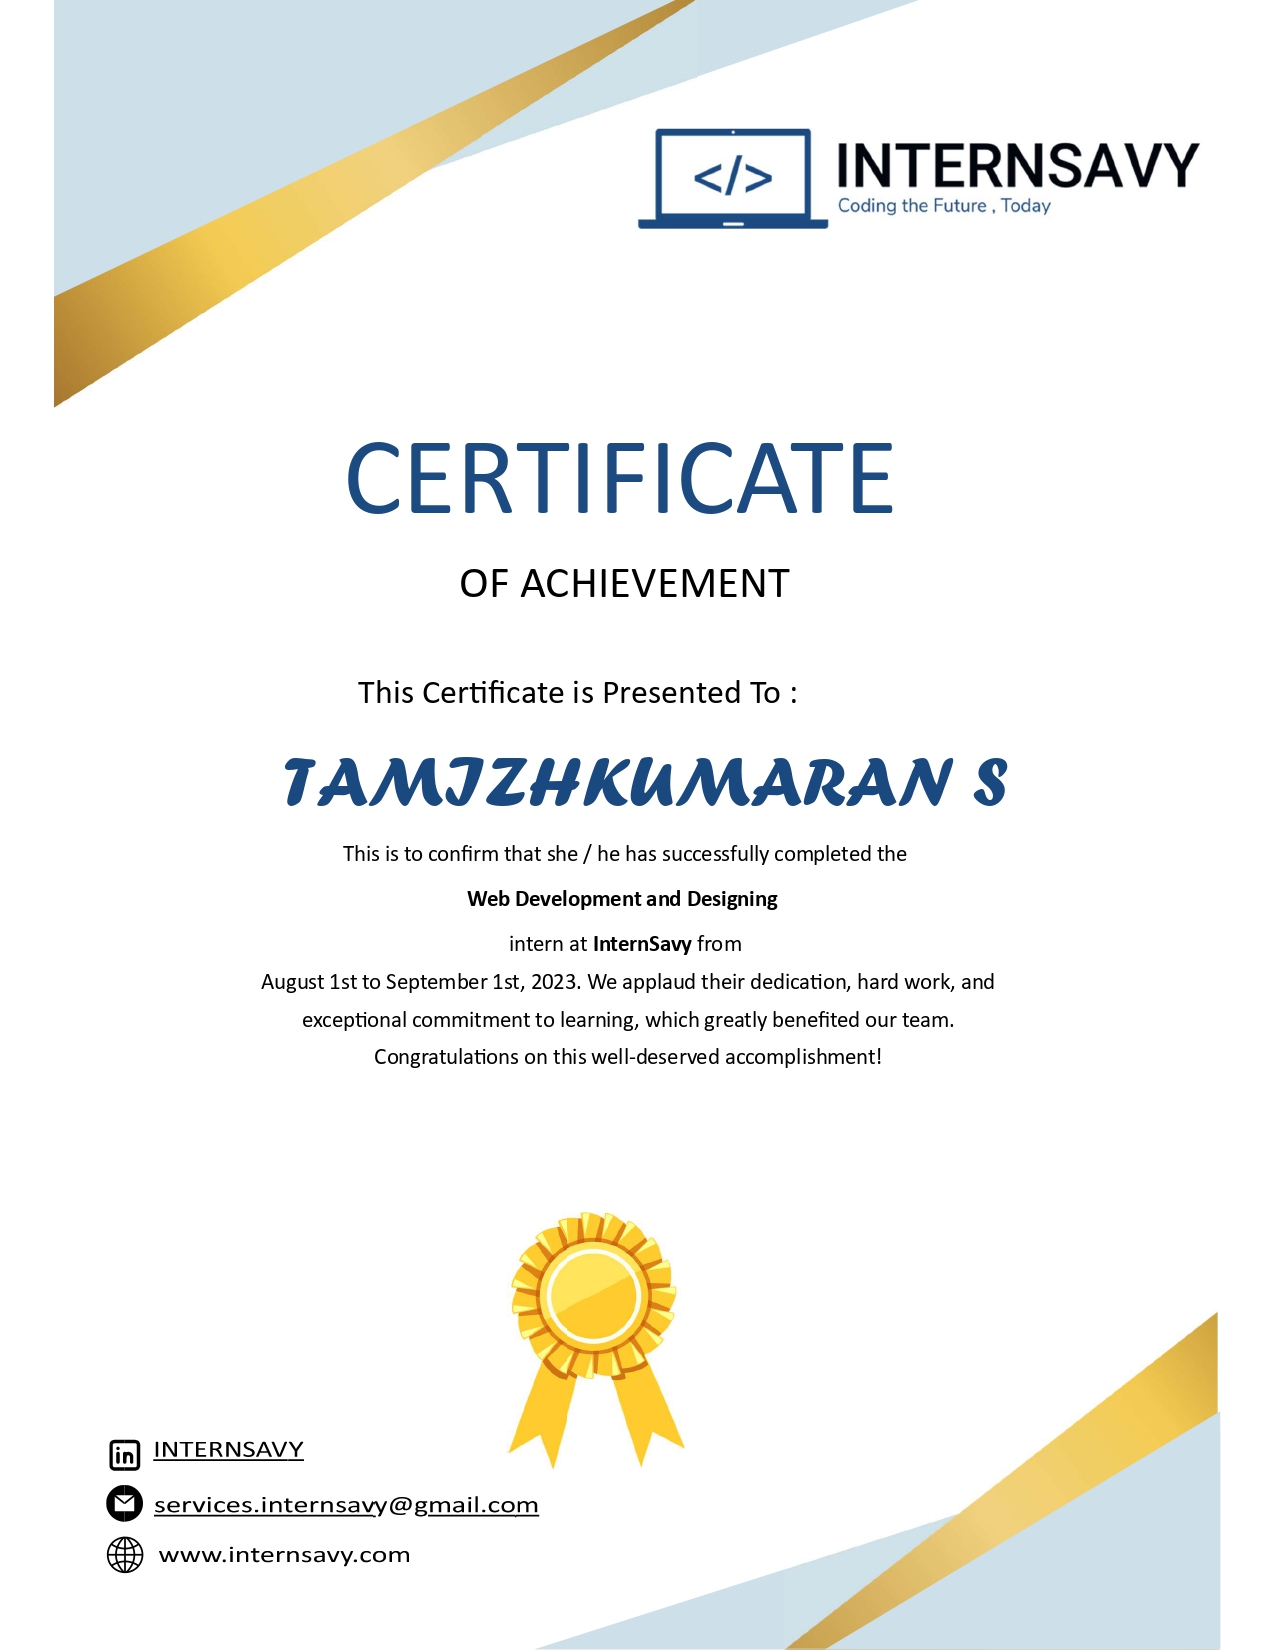 </>
INTERNSAVY
Coding the Future , Today
CERTIFICATE
OF ACHIEVEMENT
This Certificate is Presented To :
TAMIZHKUMARAN S
This is to confirm that she / he has successfully completed the
Web Development and Designing
intern at InternSavy from
August 1st to September 1st, 2023. We applaud their dedication, hard work, and
exceptional commitment to learning, which greatly benefited our team.
Congratulations on this well-deserved accomplishment!
in INTERNSAVY
services.internsavy@gmail.com
www.internsavy.com